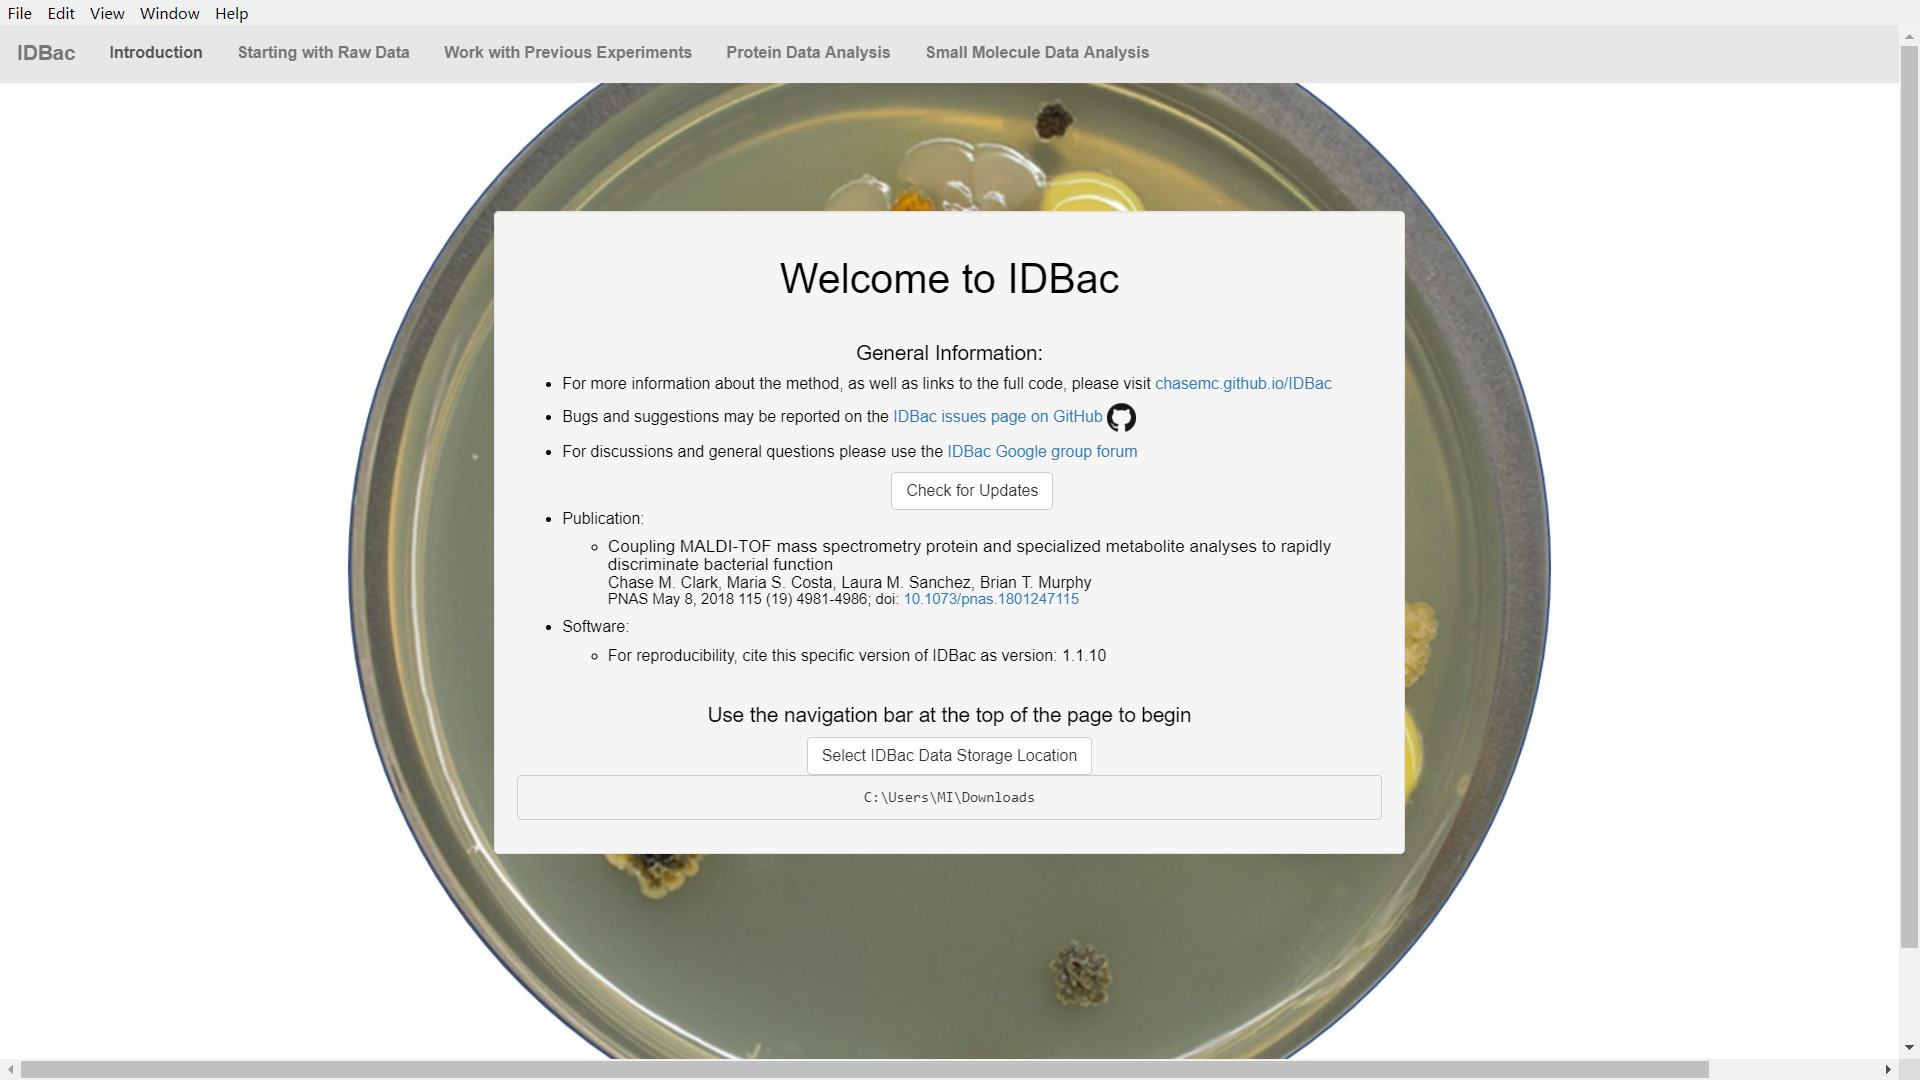 File Edit View Window Help
IDBac Introduction Starting with Raw Data Work with Previous Experiments Protein Data Analysis Small Molecule Data Analysis
Welcome to IDBac
General Information:
For more information about the method, as well as links to the full code, please visit chasemc.github.io/IDBac
Bugs and suggestions may be reported on the IDBac issues page on GitHub
For discussions and general questions please use the IDBac Google group forum
Check for Updates
Publication:
Coupling MALDI-TOF mass spectrometry protein and specialized metabolite analyses to rapidly
discriminate bacterial function
Chase M. Clark, Maria S. Costa, Laura M. Sanchez, Brian T. Murphy
PNAS May 8, 2018 115 (19) 4981-4986; doi: 10.1073/pnas.1801247115
Software:
For reproducibility, cite this specific version of IDBac as version: 1.1.10
Use the navigation bar at the top of the page to begin
Select IDBac Data Storage Location
C:\Users\MI\Downloads